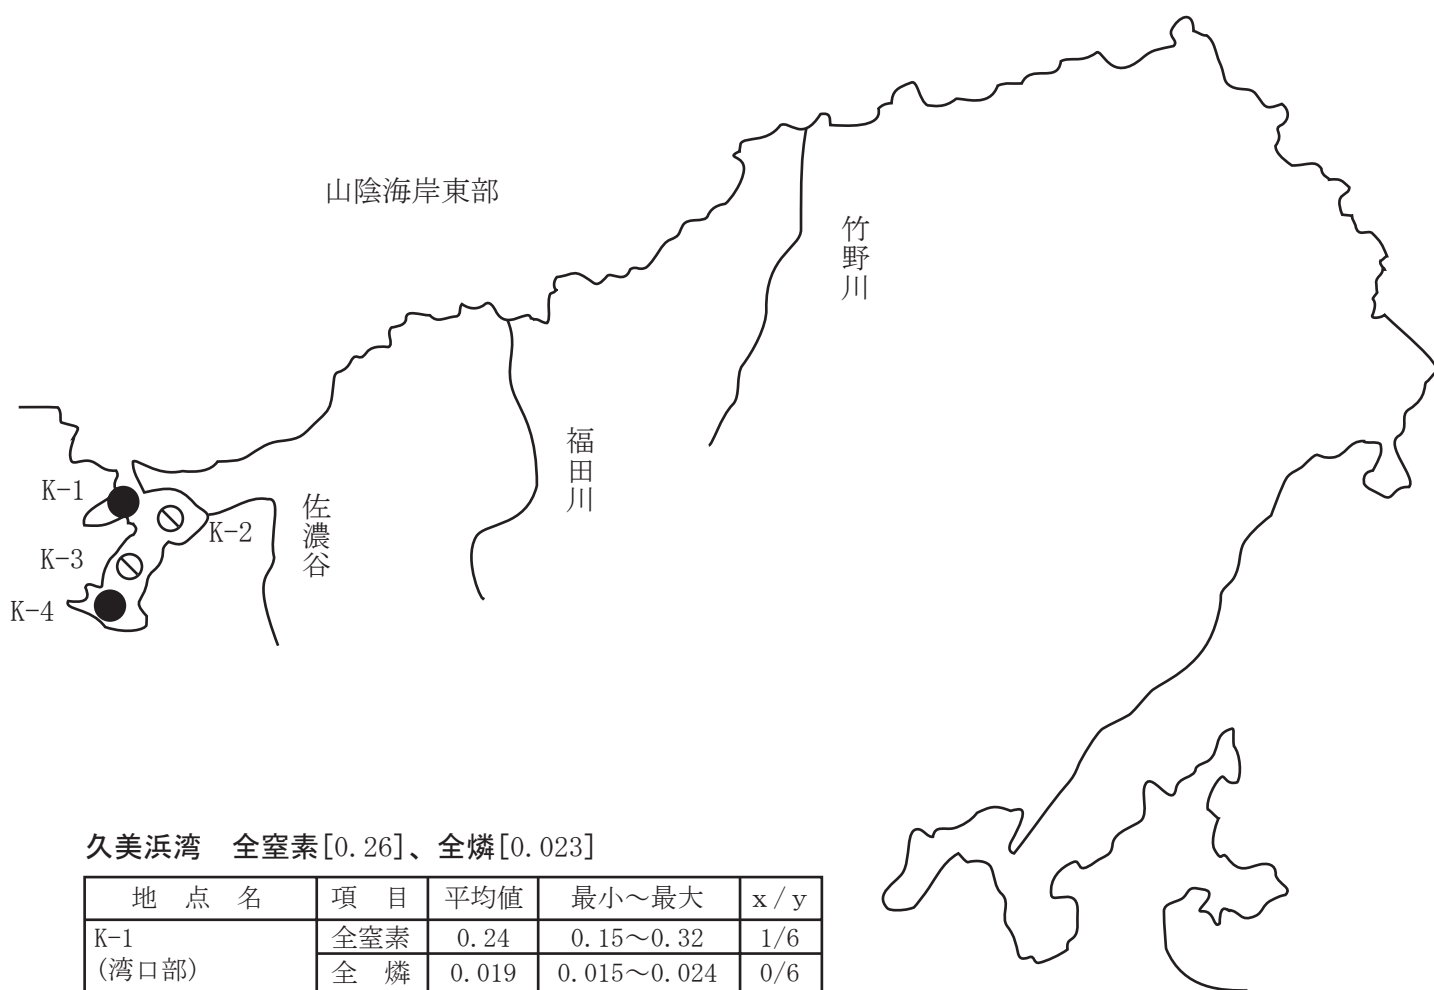 山陰海岸東部
竹野川
福田川
K-1
佐濃谷
K-2
K-3
K-4
久美浜湾　全窒素[0.26]、全燐[0.023]
地　点　名　項　目　平均値　最小～最大　x/y
K-1　全窒素　0.24　0.15～0.32　1/6
(湾口部)　全　燐　0.019　0.015～0.024　0/6